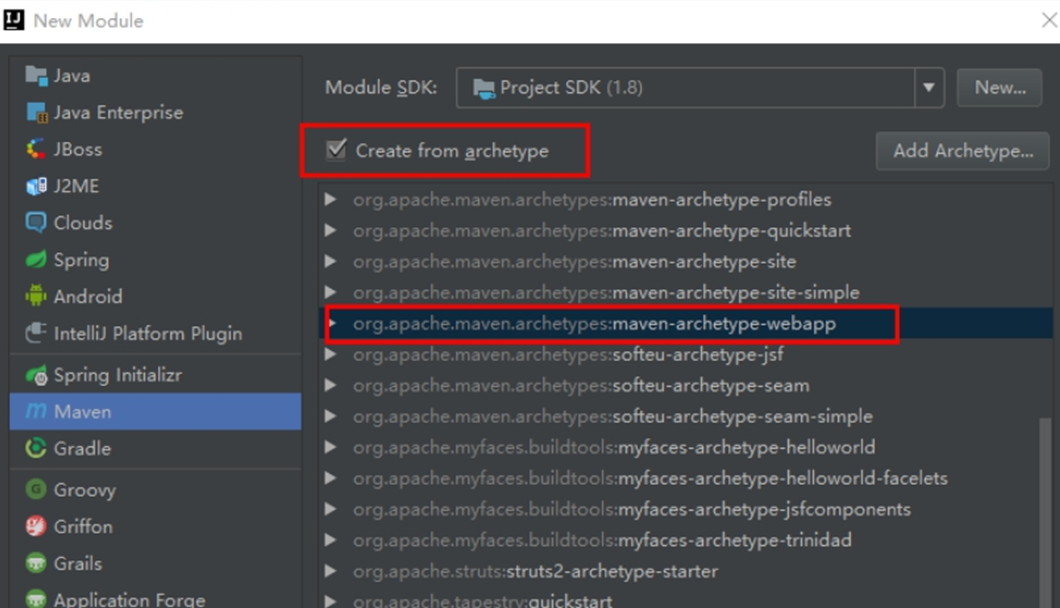 New Module
Java
Java Enterprise
JBoss
J2ME
Clouds
Spring
Android
IntelliJ Platform Plugin
Spring Initializr
Maven
Gradle
Groovy
Griffon
Grails
Application Forge
Module SDK: Project SDK (1.8) New...
Create from archetype Add Archetype...
org.apache.maven.archetypes:maven-archetype-profiles
org.apache.maven.archetypes:maven-archetype-quickstart
org.apache.maven.archetypes:maven-archetype-site
org.apache.maven.archetypes:maven-archetype-site-simple
org.apache.maven.archetypes:maven-archetype-webapp
org.apache.maven.archetypes:softeu-archetype-jsf
org.apache.maven.archetypes:softeu-archetype-seam
org.apache.maven.archetypes:softeu-archetype-seam-simple
org.apache.myfaces.buildtools:myfaces-archetype-helloworld
org.apache.myfaces.buildtools:myfaces-archetype-helloworld-facelets
org.apache.myfaces.buildtools:myfaces-archetype-jsfcomponents
org.apache.myfaces.buildtools:myfaces-archetype-trinidad
org.apache.struts:struts2-archetype-starter
org.apache.tapestry:quickstart